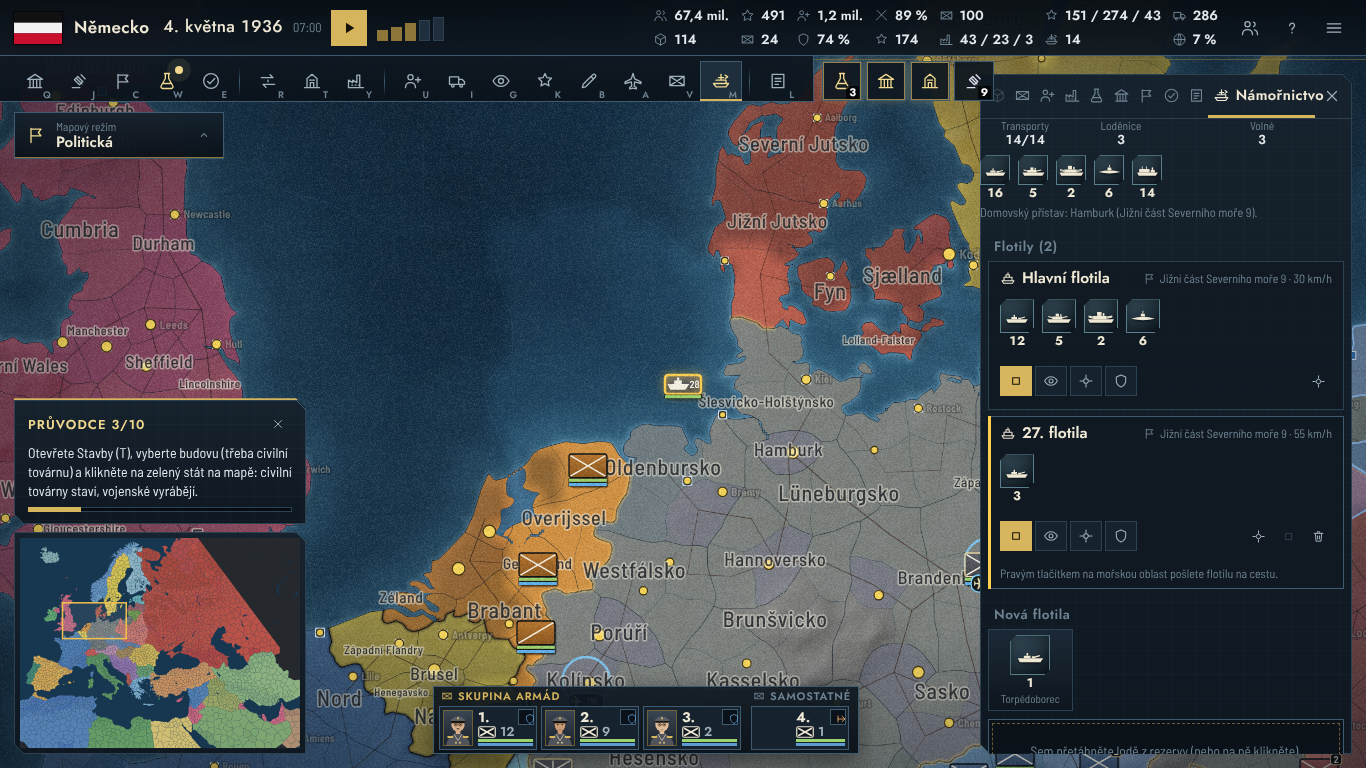 Německo 4. května 1936 07:00
67,4 mil. 491 1,2 mil. 89 % 100 151 / 274 / 43 286
114 24 74 % 174 43 / 23 / 3 14 7 %
Q J C W E R T Y U I G K B A V M L
3 9
Námořnictvo
Mapový režim
Politická
Transporty Loděnice Volné
14/14 3 3
16 5 2 6 14
Domovský přístav: Hamburk (Jižní část Severního moře 9).
Flotily (2)
Hlavní flotila Jižní část Severního moře 9 · 30 km/h
12 5 2 6
27. flotila Jižní část Severního moře 9 · 55 km/h
3
Pravým tlačítkem na mořskou oblast pošlete flotilu na cestu.
Nová flotila
1
Torpédoborec
Sem přetáhněte lodě z rezervy (nebo na ně klikněte)
Edinburgh
Newcastle
Cumbria
Durham
Manchester
Leeds
Sheffield
Hull
Lincolnshire
rní Wales
Gloucestershire
wich
Aalborg
Severní Jutsko
Aarhus
Jižní Jutsko
Sjælland
Fyn
Lolland-Falster
28
Kiel
Šlesvicko-Holštýnsko
Rostock
Hamburk
Oldenbursko
Brémy
Lüneburgsko
Zápa
Overijssel
Hannoversko
Westfálsko
Branden
Zéland
Brabant
Porúří
Brunšvicko
Antverpy
Západní Flandry
Brusel
Lille
Henegavsko
Nord
Kolínsko
Kasselsko
Sasko
Chem
Amiens
Hesensko
Rouen
2
PRŮVODCE 3/10
Otevřete Stavby (T), vyberte budovu (třeba civilní
továrnu) a klikněte na zelený stát na mapě: civilní
továrny staví, vojenské vyrábějí.
SKUPINA ARMÁD SAMOSTATNÉ
1. 12
2. 9
3. 2
4. 1